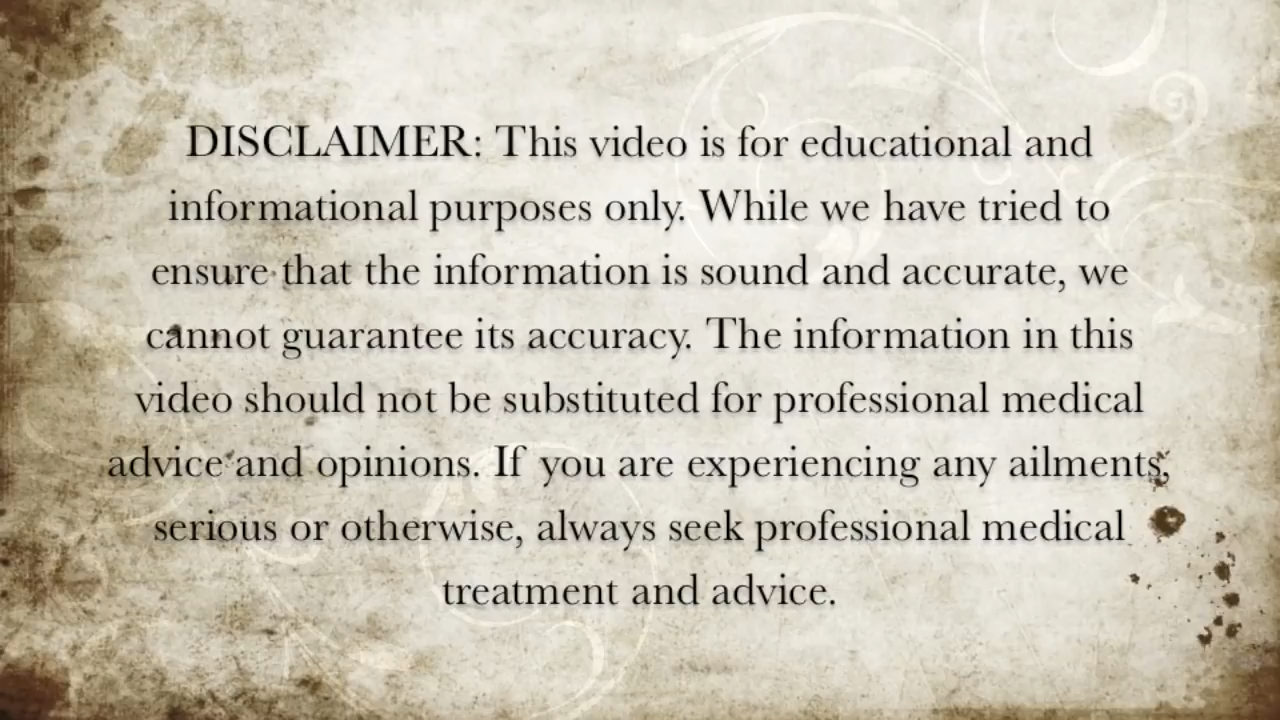 DISCLAIMER: This video is for educational and
informational purposes only. While we have tried to
ensure that the information is sound and accurate, we
cannot guarantee its accuracy. The information in this
video should not be substituted for professional medical
advice and opinions. If you are experiencing any ailments,
serious or otherwise, always seek professional medical
treatment and advice.